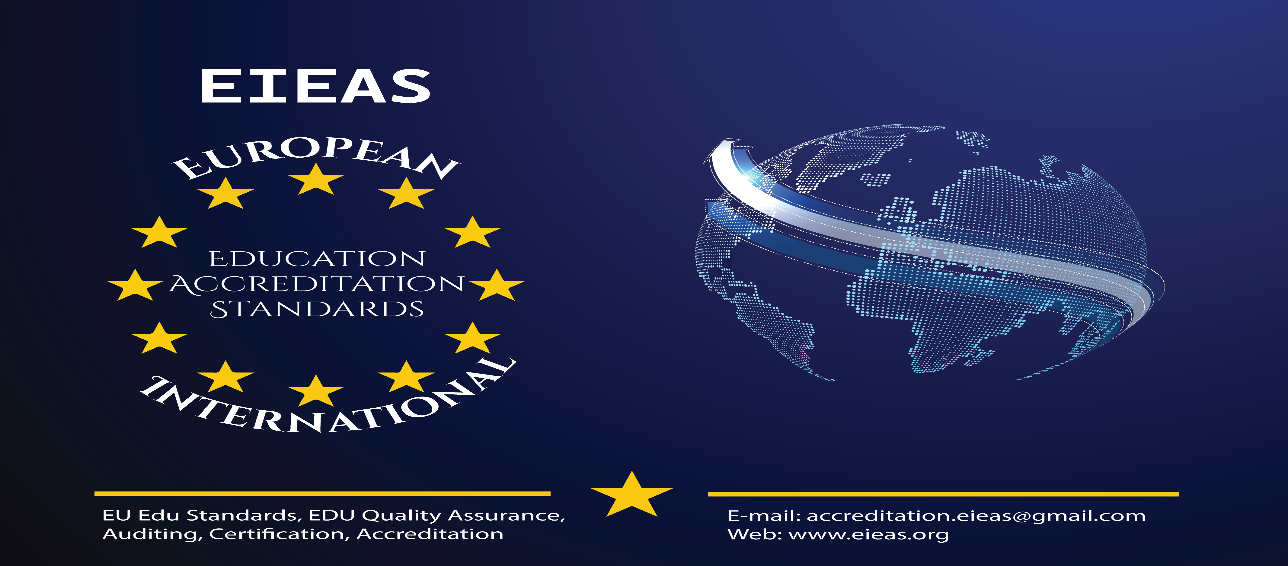 EIEAS
EUROPEAN
EDUCATION
ACCREDITATION
STANDARDS
INTERNATIONAL
EU Edu Standards, EDU Quality Assurance,
Auditing, Certification, Accreditation
E-mail: accreditation.eieas@gmail.com
Web: www.eieas.org